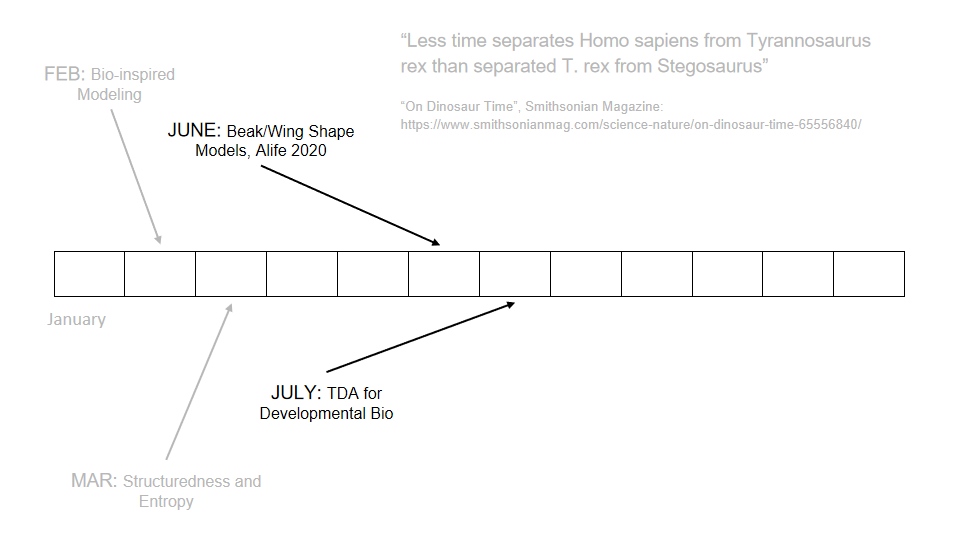 “Less time separates Homo sapiens from Tyrannosaurus
rex than separated T. rex from Stegosaurus”
“On Dinosaur Time”, Smithsonian Magazine:
https://www.smithsonianmag.com/science-nature/on-dinosaur-time-65556840/
FEB: Bio-inspired
Modeling
JUNE: Beak/Wing Shape
Models, Alife 2020
January
JULY: TDA for
Developmental Bio
MAR: Structuredness and
Entropy